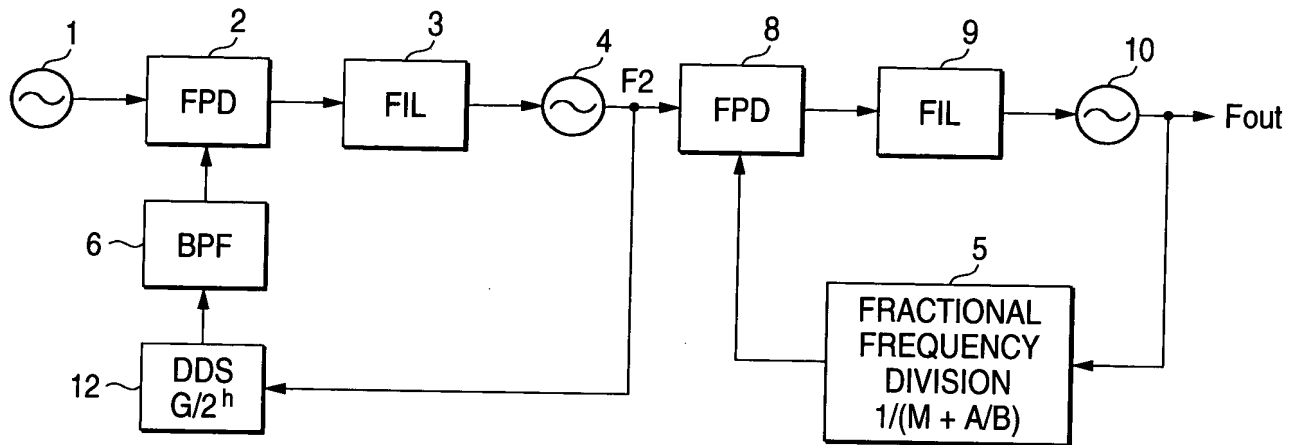 1
2
3
4
8
9
10
FPD
FIL
F2
FPD
FIL
Fout
6
BPF
5
12
DDS
G/2^h
FRACTIONAL
FREQUENCY
DIVISION
1/(M + A/B)